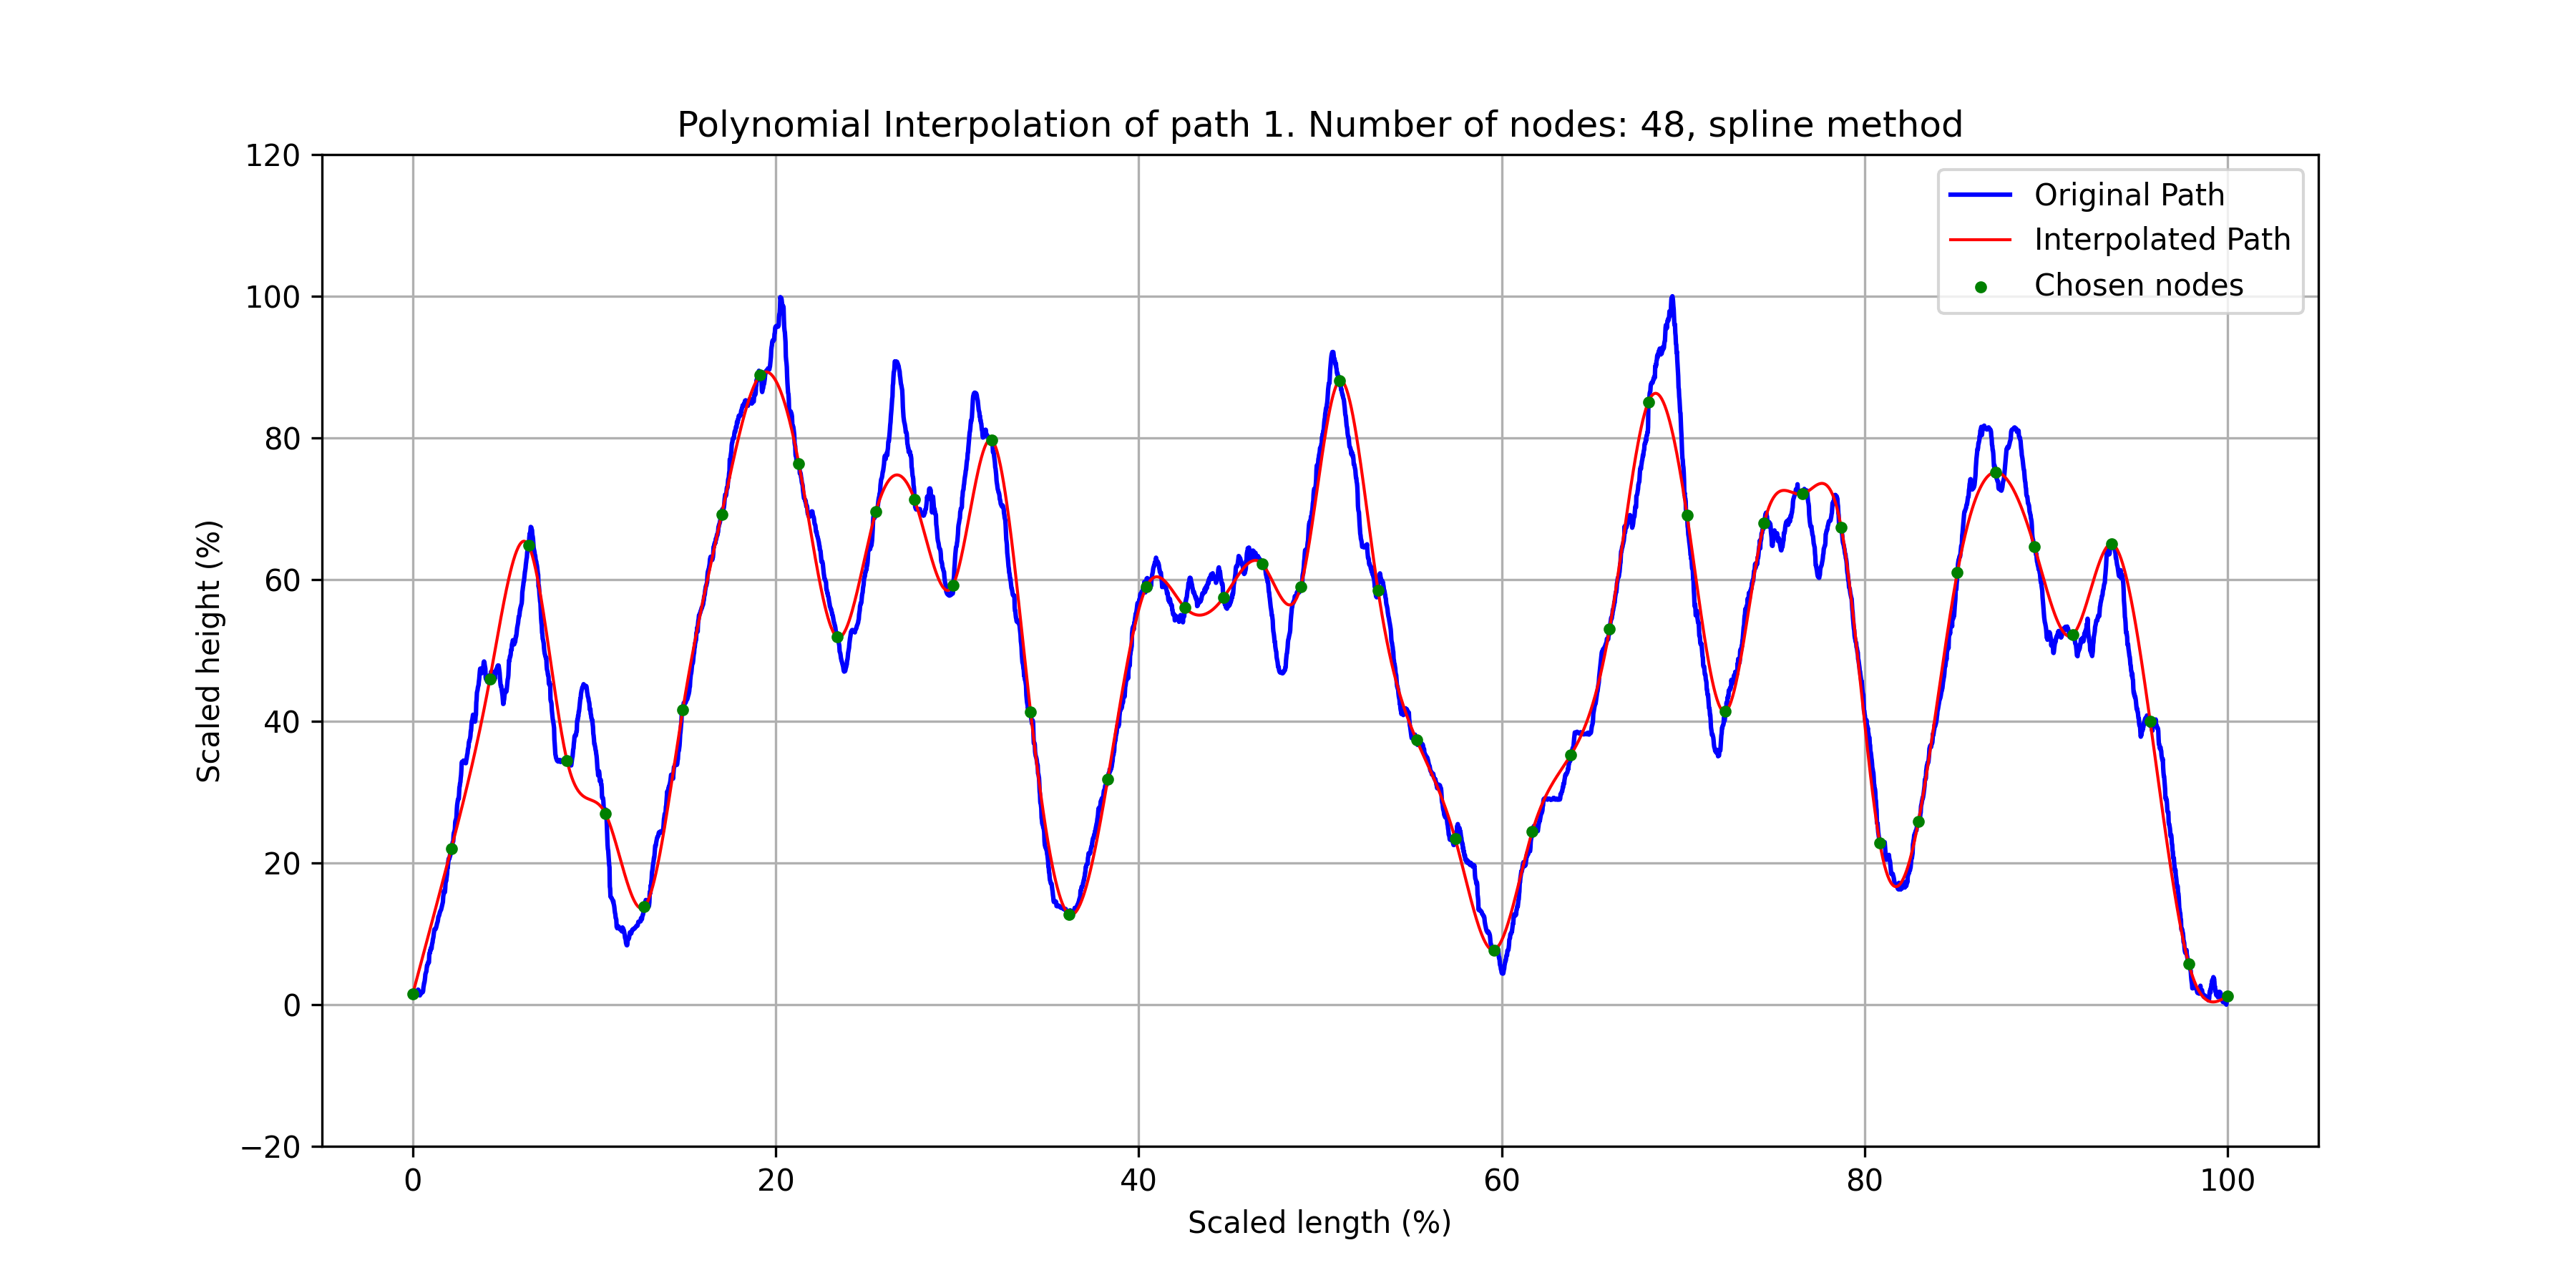 Polynomial Interpolation of path 1. Number of nodes: 48, spline method
120
100
80
60
40
20
0
−20
Scaled height (%)
Original Path
Interpolated Path
Chosen nodes
0 20 40 60 80 100
Scaled length (%)